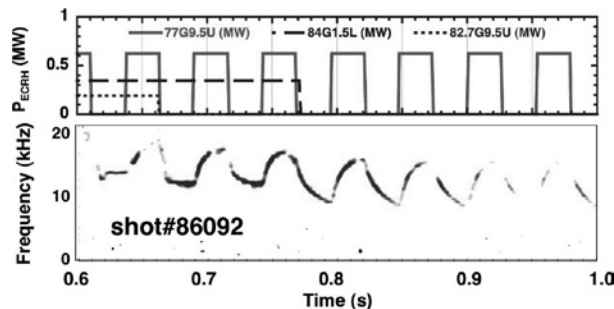 1
77G9.5U (MW) 84G1.5L (MW) 82.7G9.5U (MW)
P_ECRH (MW)
0.5
0
20
Frequency (kHz)
10
shot#86092
0
0.6 0.7 0.8 0.9 1.0
Time (s)